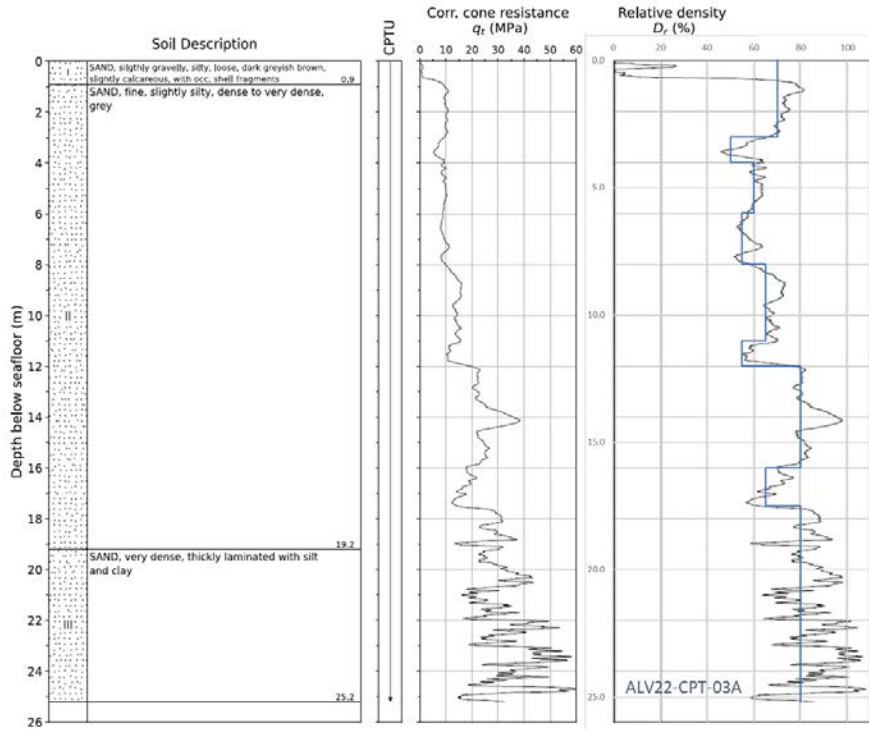 Soil Description
CPTU
Corr. cone resistance
qt (MPa)
Relative density
Dr (%)
0 10 20 30 40 50 60
0 20 40 60 80 100
Depth below seafloor (m)
0
2
4
6
8
10
12
14
16
18
20
22
24
26
I
SAND, silgthly gravelly, silty, loose, dark greyish brown,
slightly calcareous, with occ, shell fragments
0.9
SAND, fine, slightly silty, dense to very dense,
grey
II
19.2
SAND, very dense, thickly laminated with silt
and clay
III
25.2
0.0
5.0
10.0
15.0
20.0
25.0
ALV22-CPT-03A